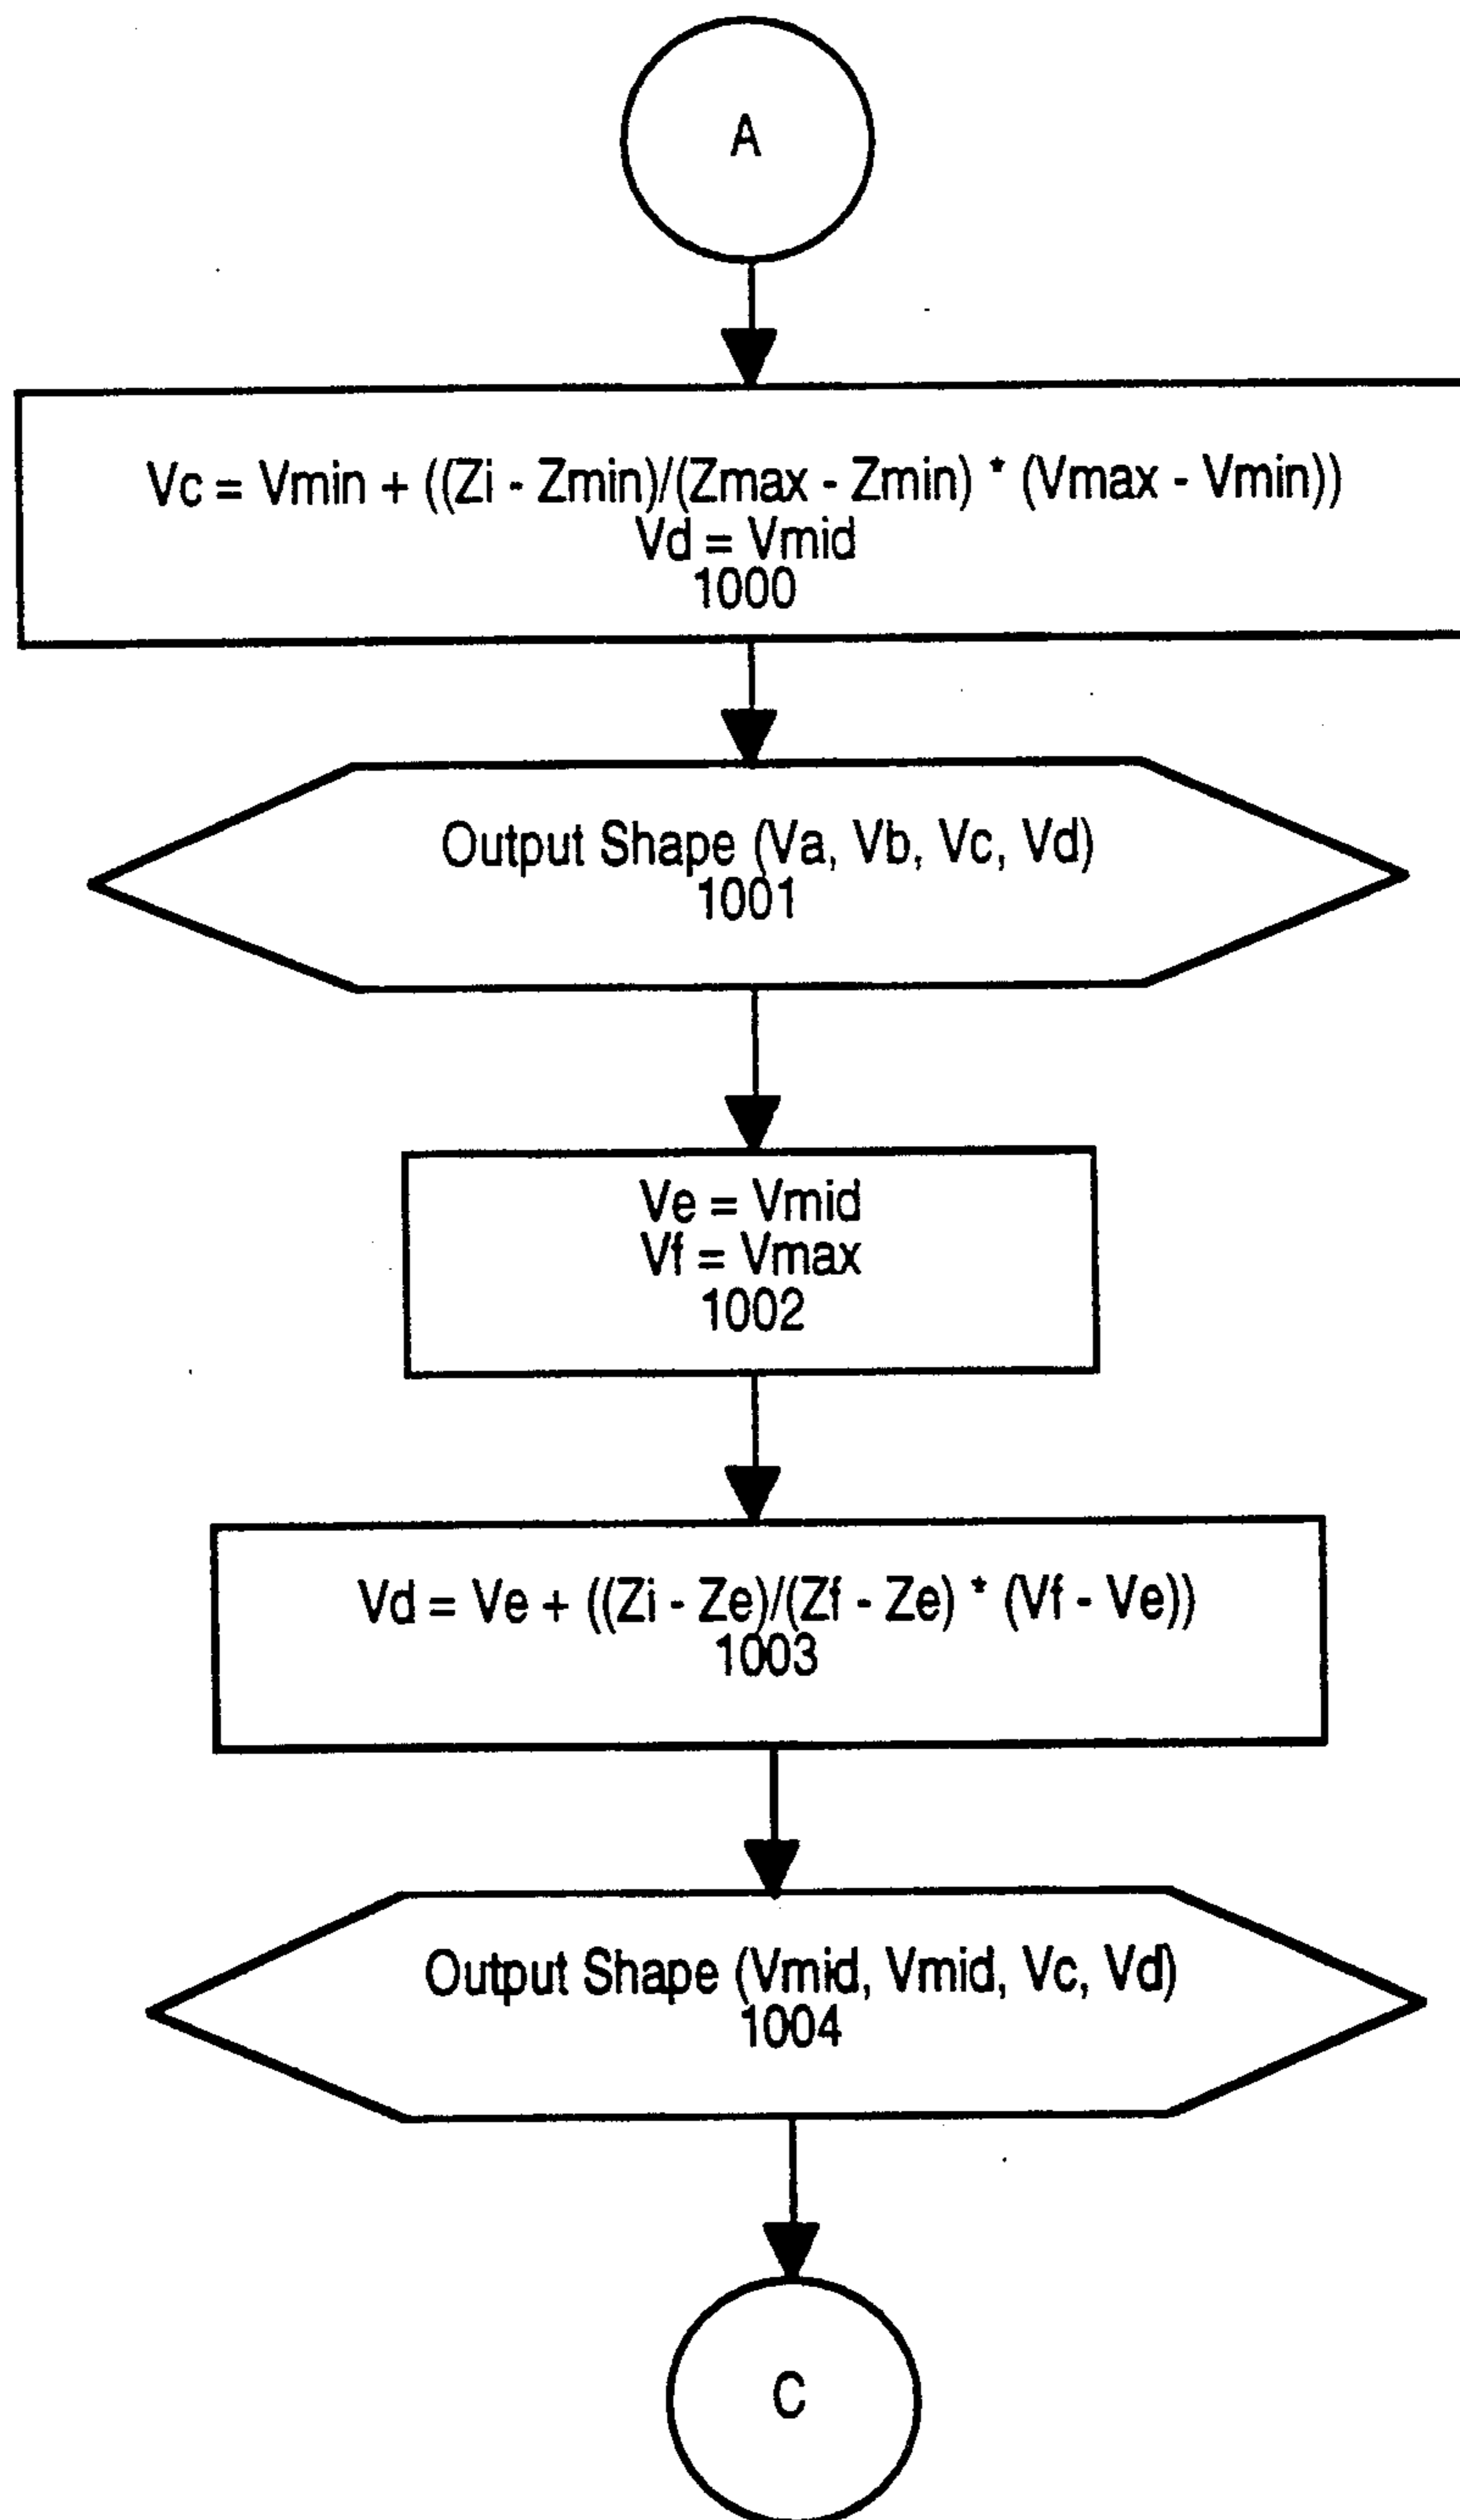 A
Vc = Vmin + ((Zi - Zmin)/(Zmax - Zmin) * (Vmax - Vmin))
Vd = Vmid
1000
Output Shape (Va, Vb, Vc, Vd)
1001
Ve = Vmid
Vf = Vmax
1002
Vd = Ve + ((Zi - Ze)/(Zf - Ze) * (Vf - Ve))
1003
Output Shape (Vmid, Vmid, Vc, Vd)
1004
C